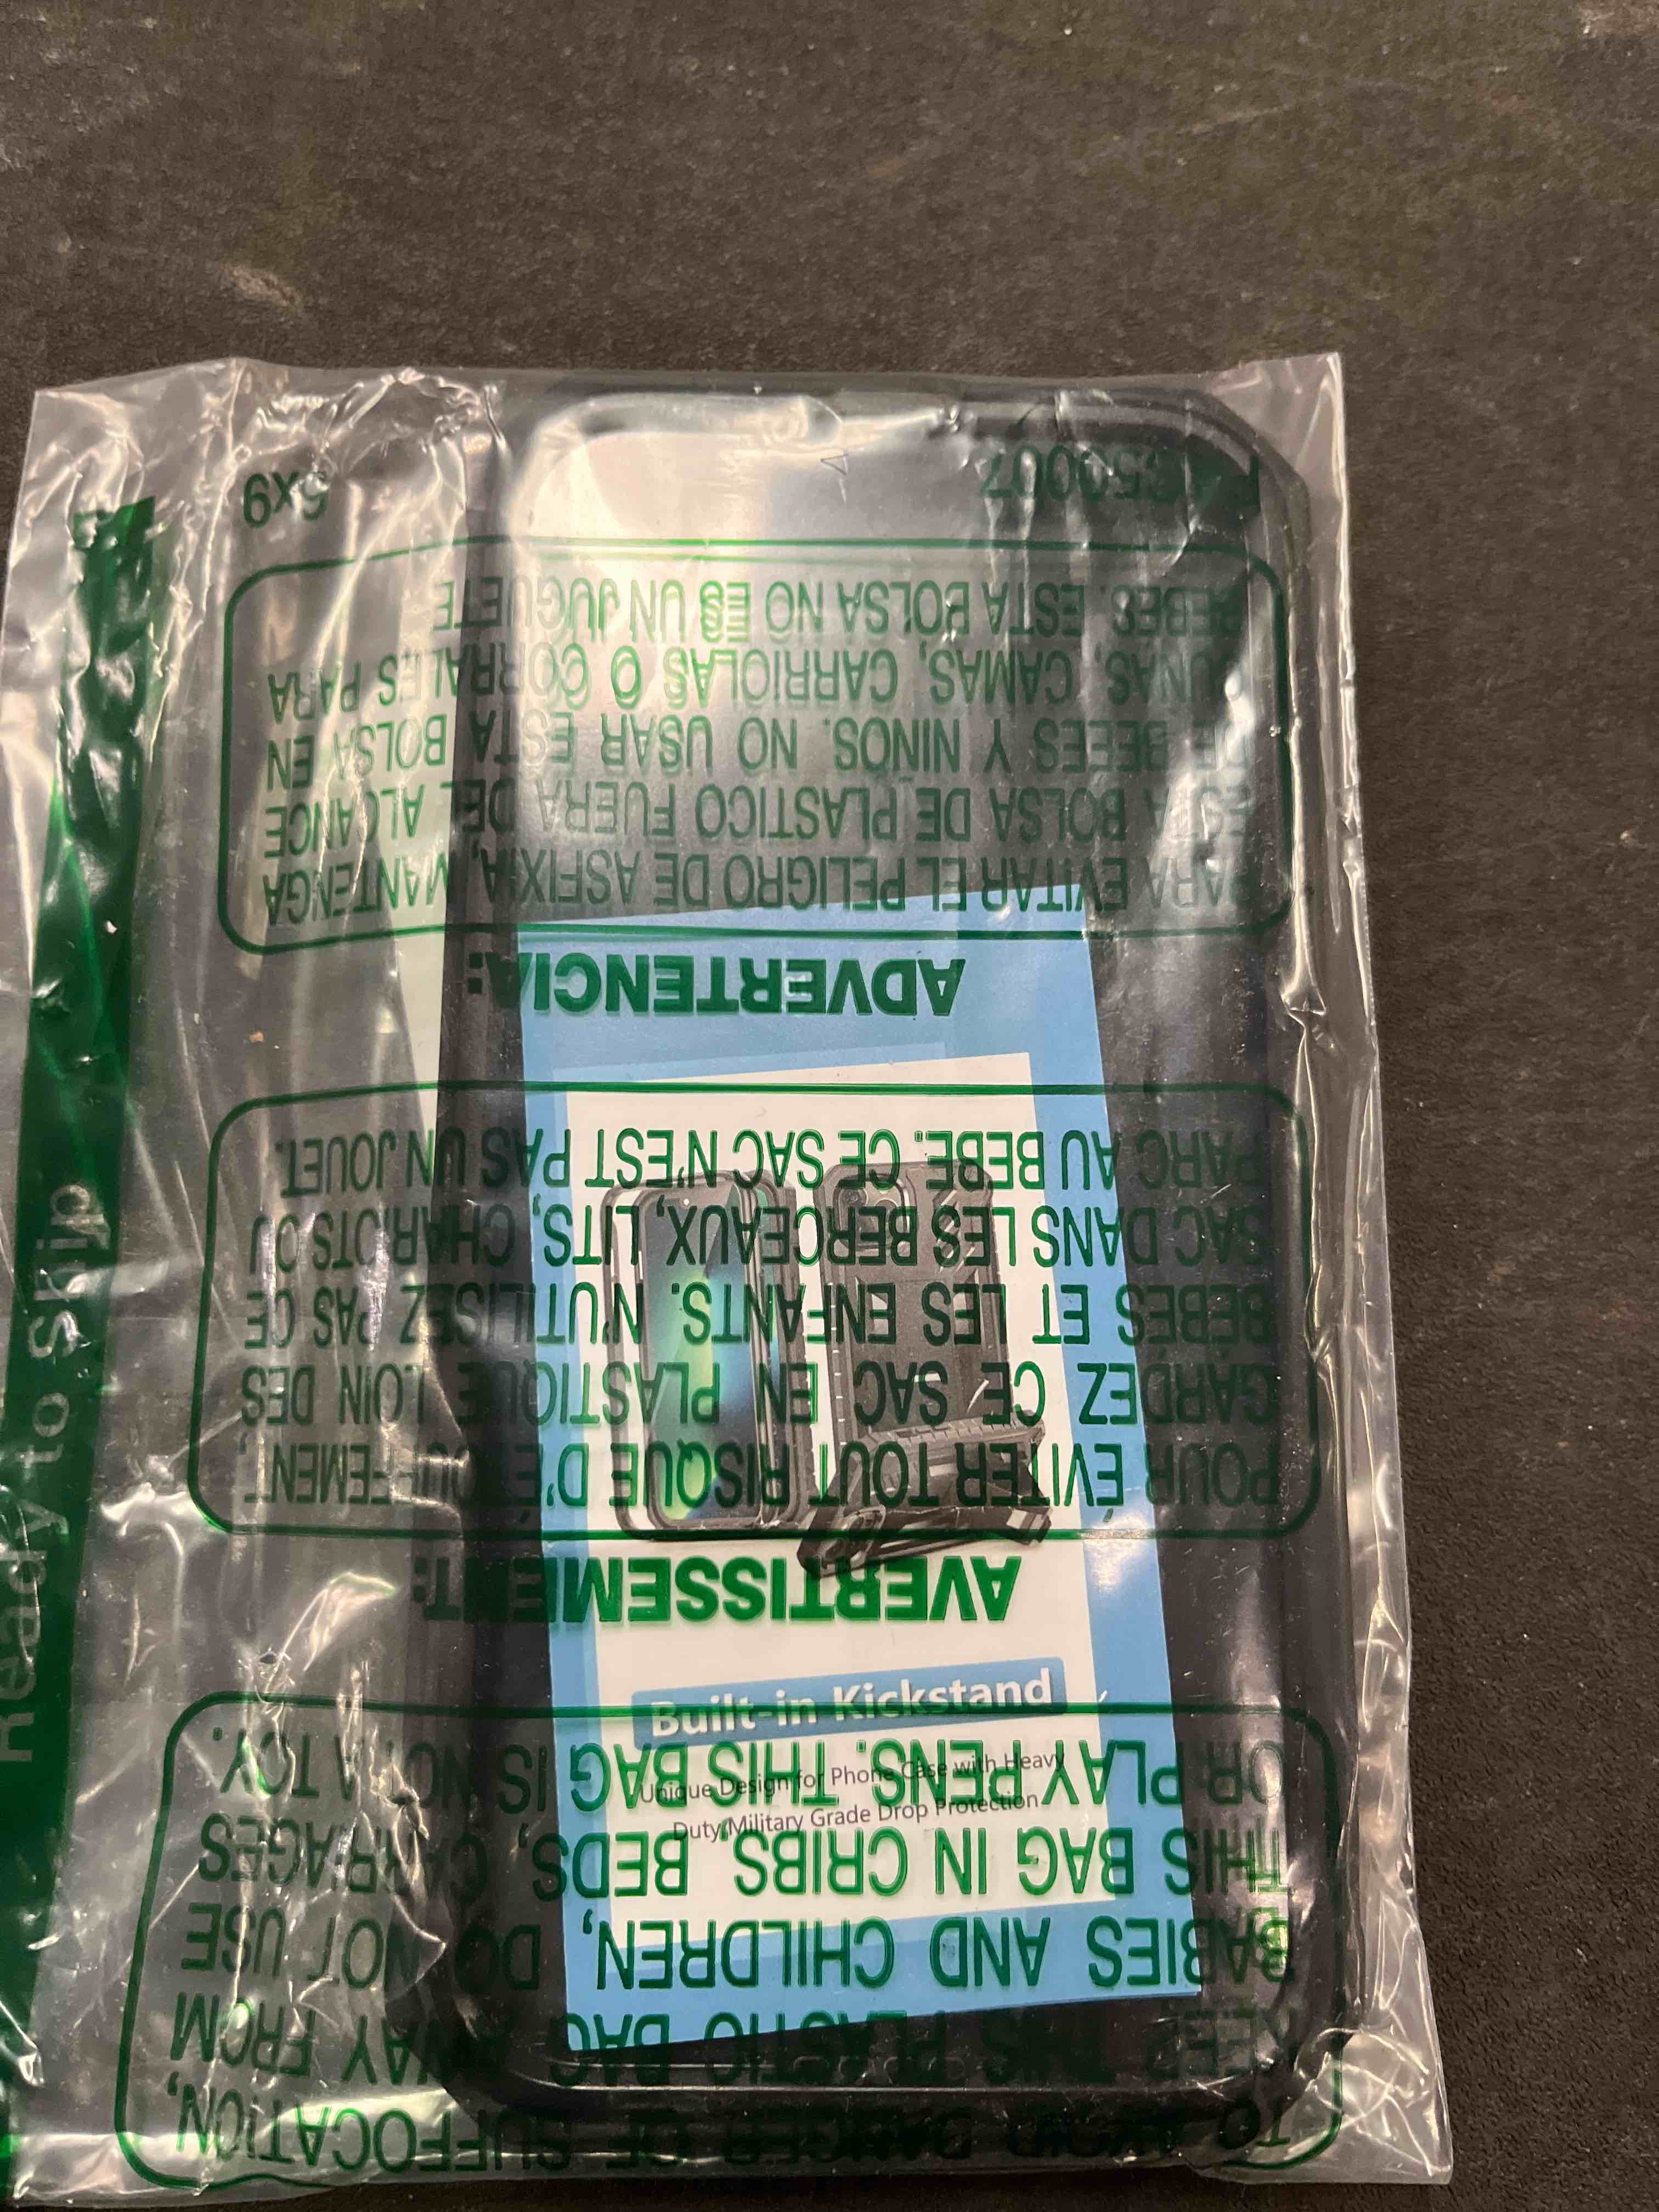 TO AVOID DANGER OF SUFFOCATION,
KEEP THIS PLASTIC BAG AWAY FROM
BABIES AND CHILDREN, DO NOT USE
THIS BAG IN CRIBS, BEDS, CARRIAGES
OR PLAY PENS. THIS BAG IS NOT A TOY.
AVERTISSEMENT:
POUR ÉVITER TOUT RISQUE D'ÉTOUFFEMENT,
GARDEZ CE SAC EN PLASTIQUE LOIN DES
BÉBÉS ET LES ENFANTS. N'UTILISEZ PAS CE
SAC DANS LES BERCEAUX, LITS, CHARIOTS OU
PARC AU BEBE. CE SAC N'EST PAS UN JOUET.
ADVERTENCIA:
PARA EVITAR EL PELIGRO DE ASFIXIA, MANTENGA
ESTA BOLSA DE PLASTICO FUERA DEL ALCANCE
DE BEBES Y NINOS. NO USAR ESTA BOLSA EN
CUNAS, CAMAS, CARRIOLAS O CORRALES PARA
BEBES. ESTA BOLSA NO ES UN JUGUETE
6x9
Ready to ship
Built-in Kickstand
Unique Design for Phone Case with Heavy
Duty Military Grade Drop Protection